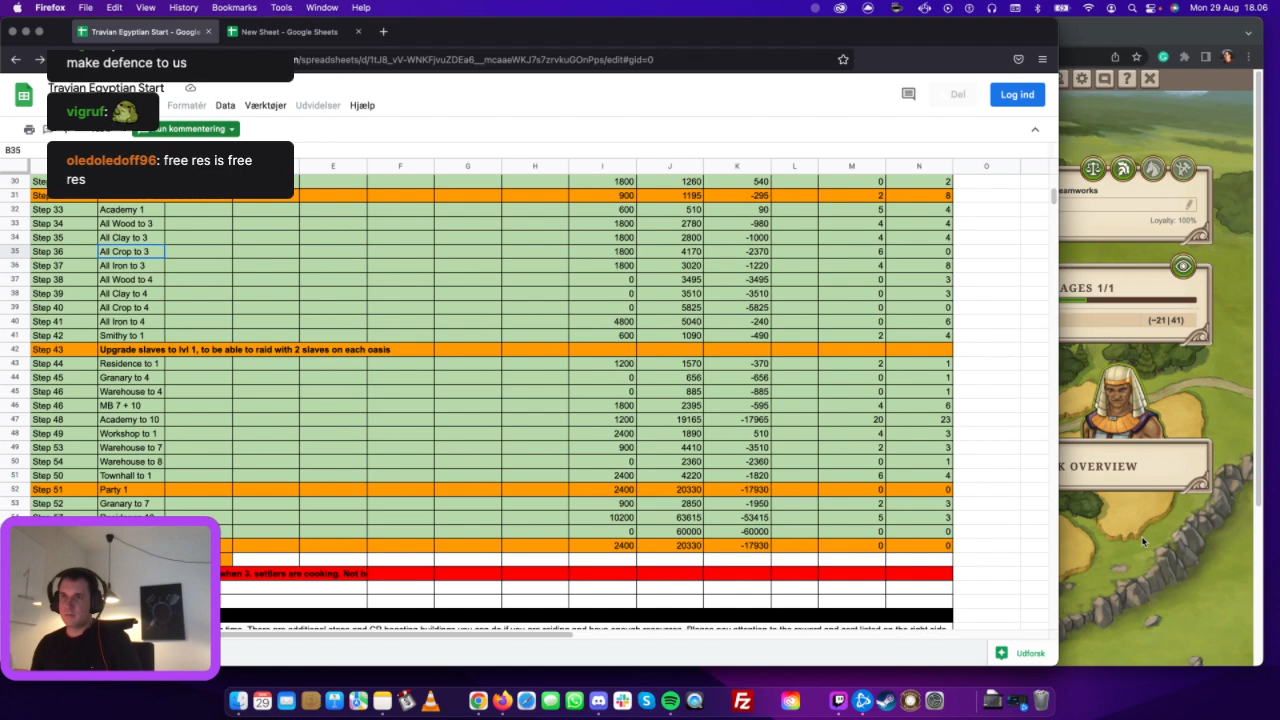 Firefox File Edit View History Bookmarks Tools Window Help
Mon 29 Aug 18.06
Travian Egyptian Start - Google
New Sheet - Google Sheets
n/spreadsheets/d/1tJ8_vV-WNKFjvuZDEa6__mcaaeWKJ7s7zrvkuGOnPps/edit#gid=0
make defence to us
Travian Egyptian Start
vigruf:
Formatér Data Værktøjer Udvidelser Hjælp
Del
Log ind
kun kommentering
oledoledoff96: free res is free
res
B35
E F G H I J K L M N O
30 Ste 1800 1260 540 0 2
31 Ste 900 1195 -295 2 8
32 Step 33 Academy 1 600 510 90 5 4
33 Step 34 All Wood to 3 1800 2780 -980 4 4
34 Step 35 All Clay to 3 1800 2800 -1000 4 4
35 Step 36 All Crop to 3 1800 4170 -2370 6 0
36 Step 37 All Iron to 3 1800 3020 -1220 4 8
37 Step 38 All Wood to 4 0 3495 -3495 0 3
38 Step 39 All Clay to 4 0 3510 -3510 0 3
39 Step 40 All Crop to 4 0 5825 -5825 0 0
40 Step 41 All Iron to 4 4800 5040 -240 0 6
41 Step 42 Smithy to 1 600 1090 -490 2 4
42 Step 43 Upgrade slaves to lvl 1, to be able to raid with 2 slaves on each oasis
43 Step 44 Residence to 1 1200 1570 -370 2 1
44 Step 45 Granary to 4 0 656 -656 0 1
45 Step 46 Warehouse to 4 0 885 -885 0 1
46 Step 46 MB 7 + 10 1800 2395 -595 4 6
47 Step 48 Academy to 10 1200 19165 -17965 20 23
48 Step 49 Workshop to 1 2400 1890 510 4 3
49 Step 53 Warehouse to 7 900 4410 -3510 2 3
50 Step 54 Warehouse to 8 0 2360 -2360 0 1
51 Step 50 Townhall to 1 2400 4220 -1820 6 4
52 Step 51 Party 1 2400 20330 -17930 0 0
53 Step 52 Granary to 7 900 2850 -1950 2 3
10200 63615 -53415 5 3
0 60000 -60000 0 0
2400 20330 -17930 0 0
when 3. settlers are cooking. Not b
Udforsk
eamworks
Loyalty: 100%
AGES 1/1
(−21|41)
K OVERVIEW